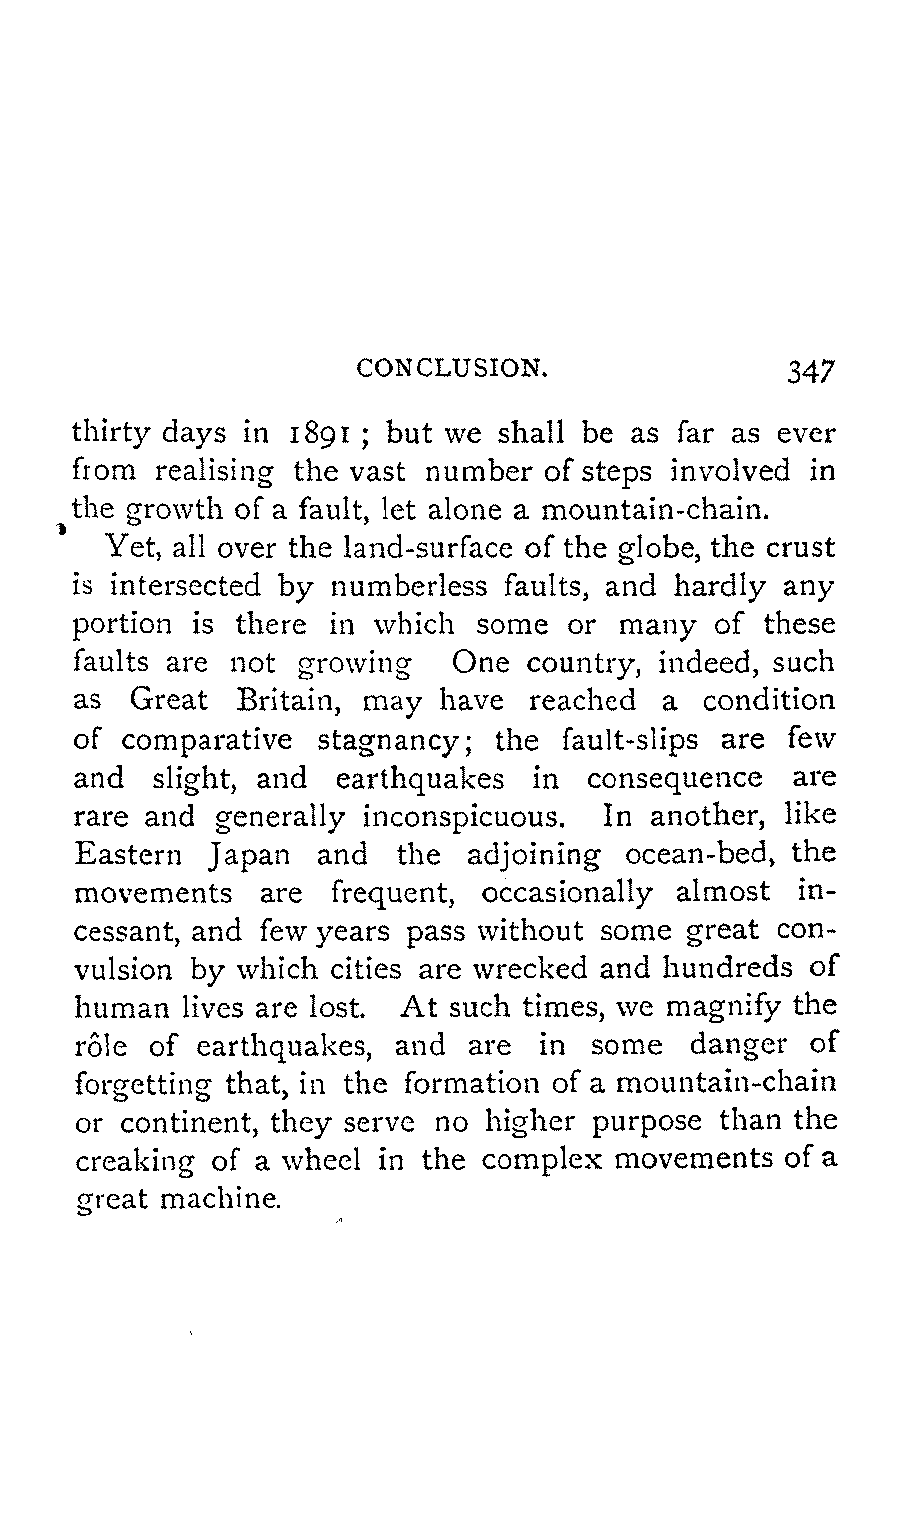 CONCLUSION. 347
thirty days in 1891 ; but we shall be as far as ever
from realising the vast number of steps involved in
the growth of a fault, let alone a mountain-chain.
Yet, all over the land-surface of the globe, the crust
is intersected by numberless faults, and hardly any
portion is there in which some or many of these
faults are not growing One country, indeed, such
as Great Britain, may have reached a condition
of comparative stagnancy; the fault-slips are few
and slight, and earthquakes in consequence are
rare and generally inconspicuous. In another, like
Eastern Japan and the adjoining ocean-bed, the
movements are frequent, occasionally almost in-
cessant, and few years pass without some great con-
vulsion by which cities are wrecked and hundreds of
human lives are lost. At such times, we magnify the
rôle of earthquakes, and are in some danger of
forgetting that, in the formation of a mountain-chain
or continent, they serve no higher purpose than the
creaking of a wheel in the complex movements of a
great machine.